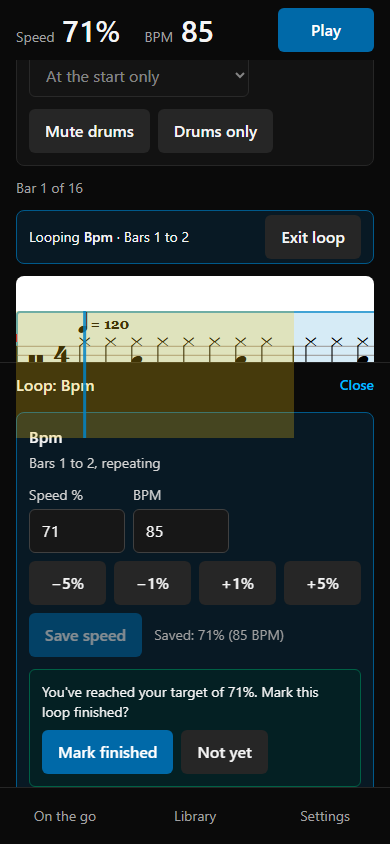 Speed 71% BPM 85 Play
At the start only
Mute drums Drums only
Bar 1 of 16
Looping Bpm · Bars 1 to 2 Exit loop
= 120
4
Loop: Bpm Close
Bpm
Bars 1 to 2, repeating
Speed % BPM
71 85
−5% −1% +1% +5%
Save speed Saved: 71% (85 BPM)
You've reached your target of 71%. Mark this
loop finished?
Mark finished Not yet
On the go Library Settings